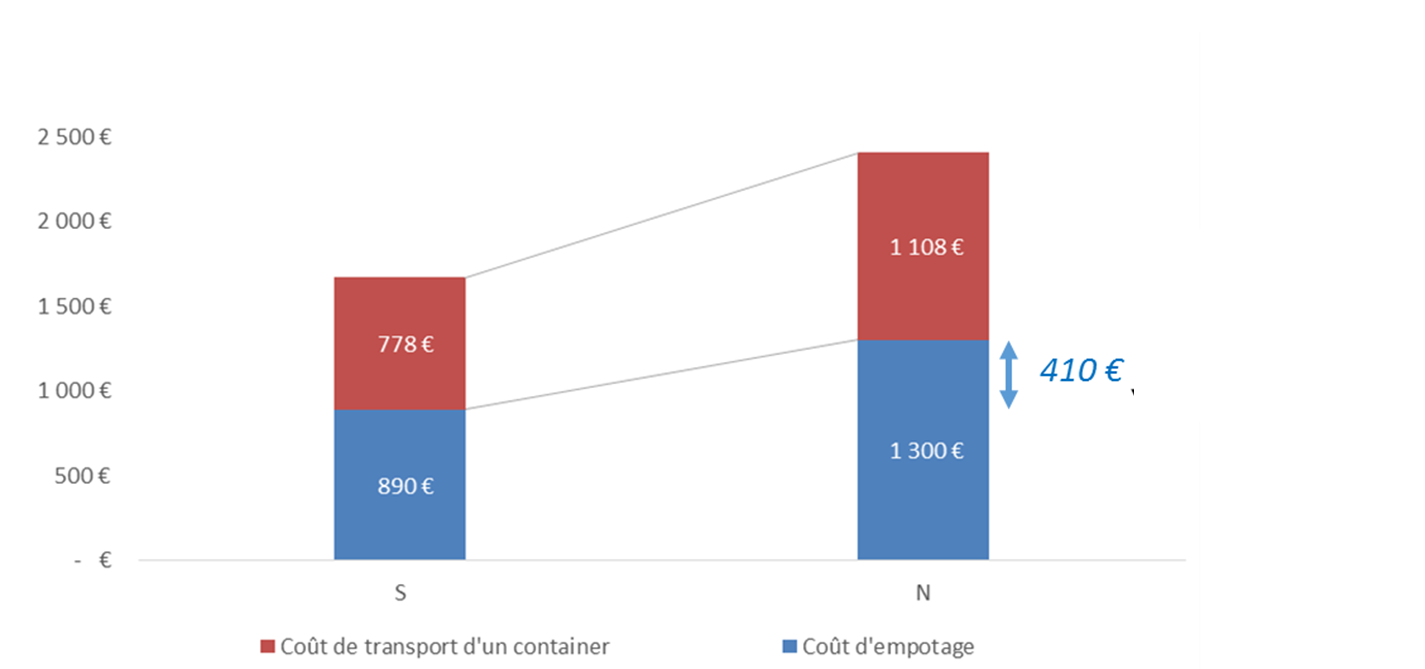 2 500 €
2 000 €
1 108 €
1 500 €
778 €
410 €
1 000 €
1 300 €
500 €
890 €
- €
S N
Coût de transport d'un container Coût d'empotage